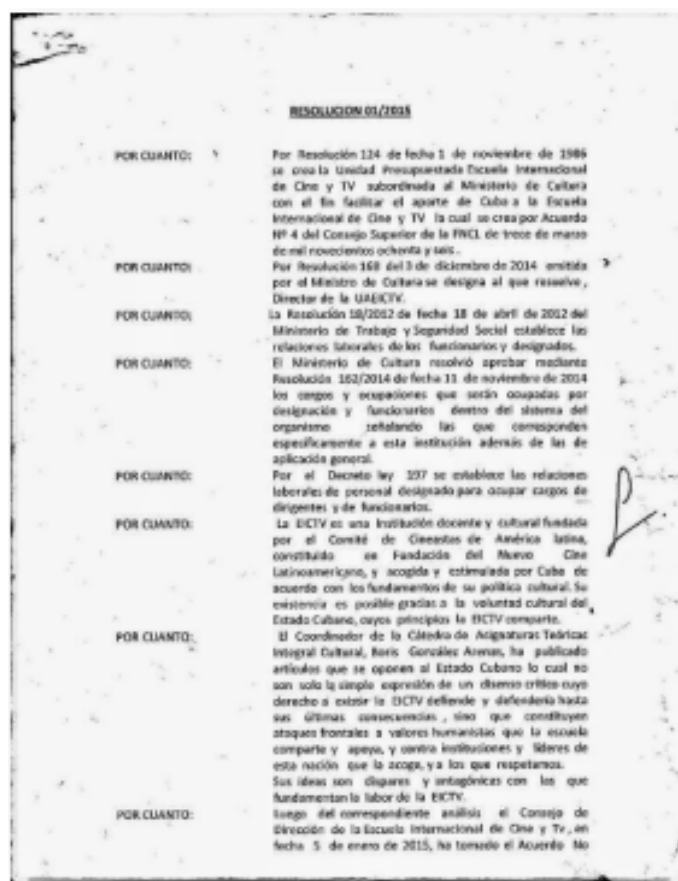 RESOLUCION 01/2015
POR CUANTO: Por Resolución 124 de fecha 1 de noviembre de 1986
se crea la Unidad Presupuestada Escuela Internacional
de Cine y TV subordinada al Ministerio de Cultura
con el fin facilitar el aporte de Cuba a la Escuela
Internacional de Cine y TV la cual se crea por Acuerdo
Nº 4 del Consejo Superior de la FNCL de trece de marzo
de mil novecientos ochenta y seis .
POR CUANTO: Por Resolución 168 del 3 de diciembre de 2014 emitida
por el Ministro de Cultura se designa al que resuelve ,
Director de la UAEICTV.
POR CUANTO: La Resolución 18/2012 de fecha 18 de abril de 2012 del
Ministerio de Trabajo y Seguridad Social establece las
relaciones laborales de los funcionarios y designados.
POR CUANTO: El Ministerio de Cultura resolvió aprobar mediante
Resolución 162/2014 de fecha 11 de noviembre de 2014
los cargos y ocupaciones que serán ocupadas por
designación y funcionarios dentro del sistema del
organismo señalando las que corresponden
específicamente a esta institución además de las de
aplicación general.
POR CUANTO: Por el Decreto ley 197 se establece las relaciones
laborales de personal designado para ocupar cargos de
dirigentes y de funcionarios.
POR CUANTO: La EICTV es una Institución docente y cultural fundada
por el Comité de Cineastas de América latina,
constituido en Fundación del Nuevo Cine
Latinoamericano, y acogida y estimulada por Cuba de
acuerdo con los fundamentos de su política cultural. Su
existencia es posible gracias a la voluntad cultural del
Estado Cubano, cuyos principios la EICTV comparte.
POR CUANTO: El Coordinador de la Cátedra de Asignaturas Teóricas
Integral Cultural, Boris González Arenas, ha publicado
artículos que se oponen al Estado Cubano lo cual no
son solo la simple expresión de un disenso crítico cuyo
derecho a existir la EICTV defiende y defendería hasta
sus últimas consecuencias , sino que constituyen
ataques frontales a valores humanistas que la escuela
comparte y apoya, y contra instituciones y líderes de
esta nación que la acoge, y a los que respetamos.
Sus ideas son dispares y antagónicas con las que
fundamentan la labor de la EICTV.
POR CUANTO: Luego del correspondiente análisis el Consejo de
Dirección de la Escuela Internacional de Cine y Tv , en
fecha 5 de enero de 2015, ha tomado el Acuerdo No